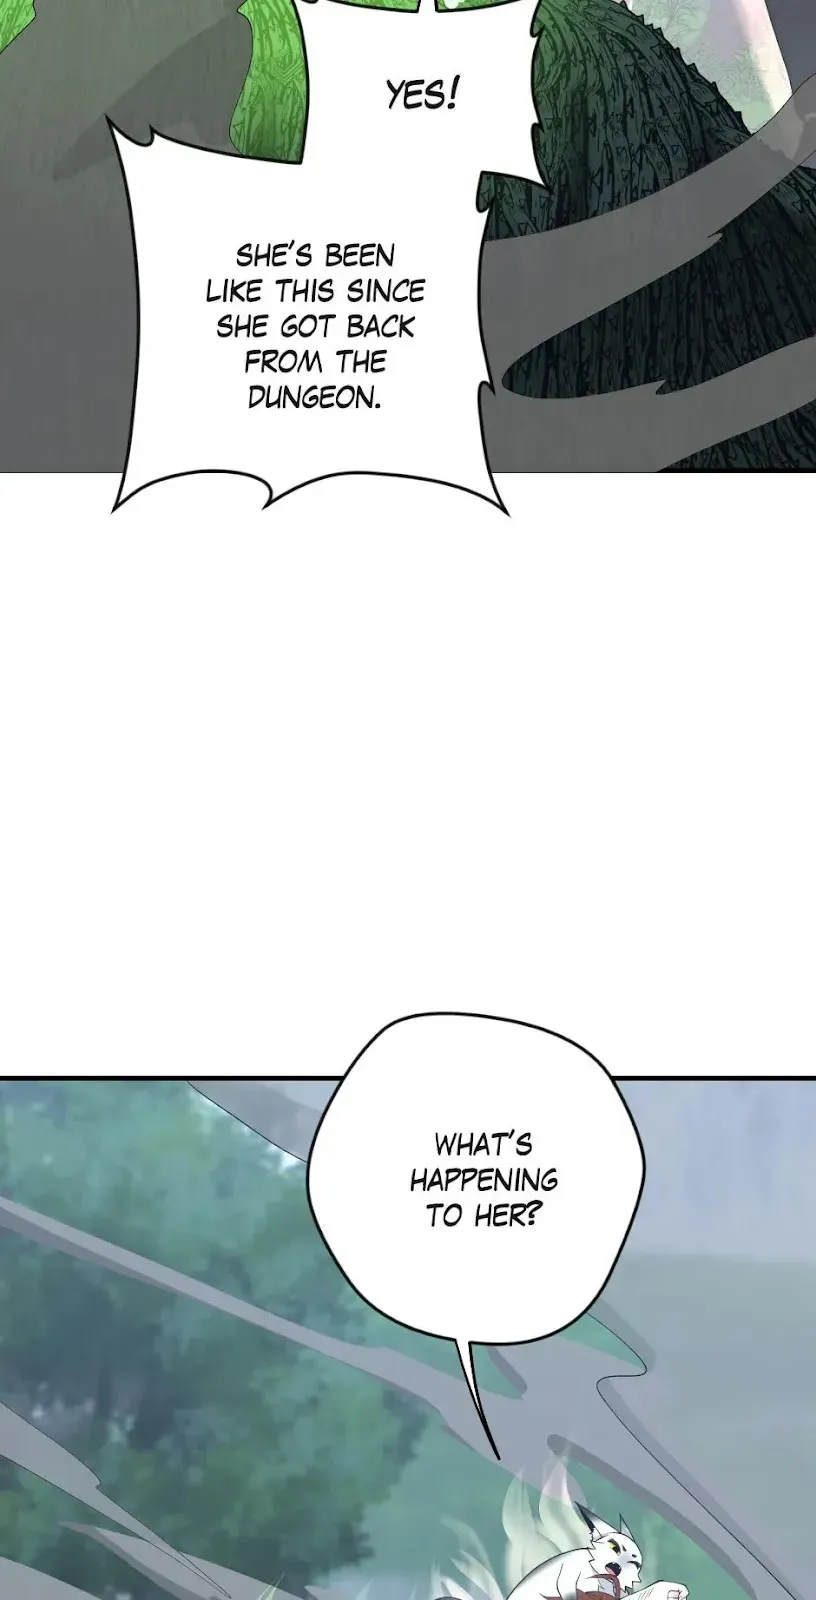 YES!
SHE'S BEEN
LIKE THIS SINCE
SHE GOT BACK
FROM THE
DUNGEON.
WHAT'S
HAPPENING
TO HER?